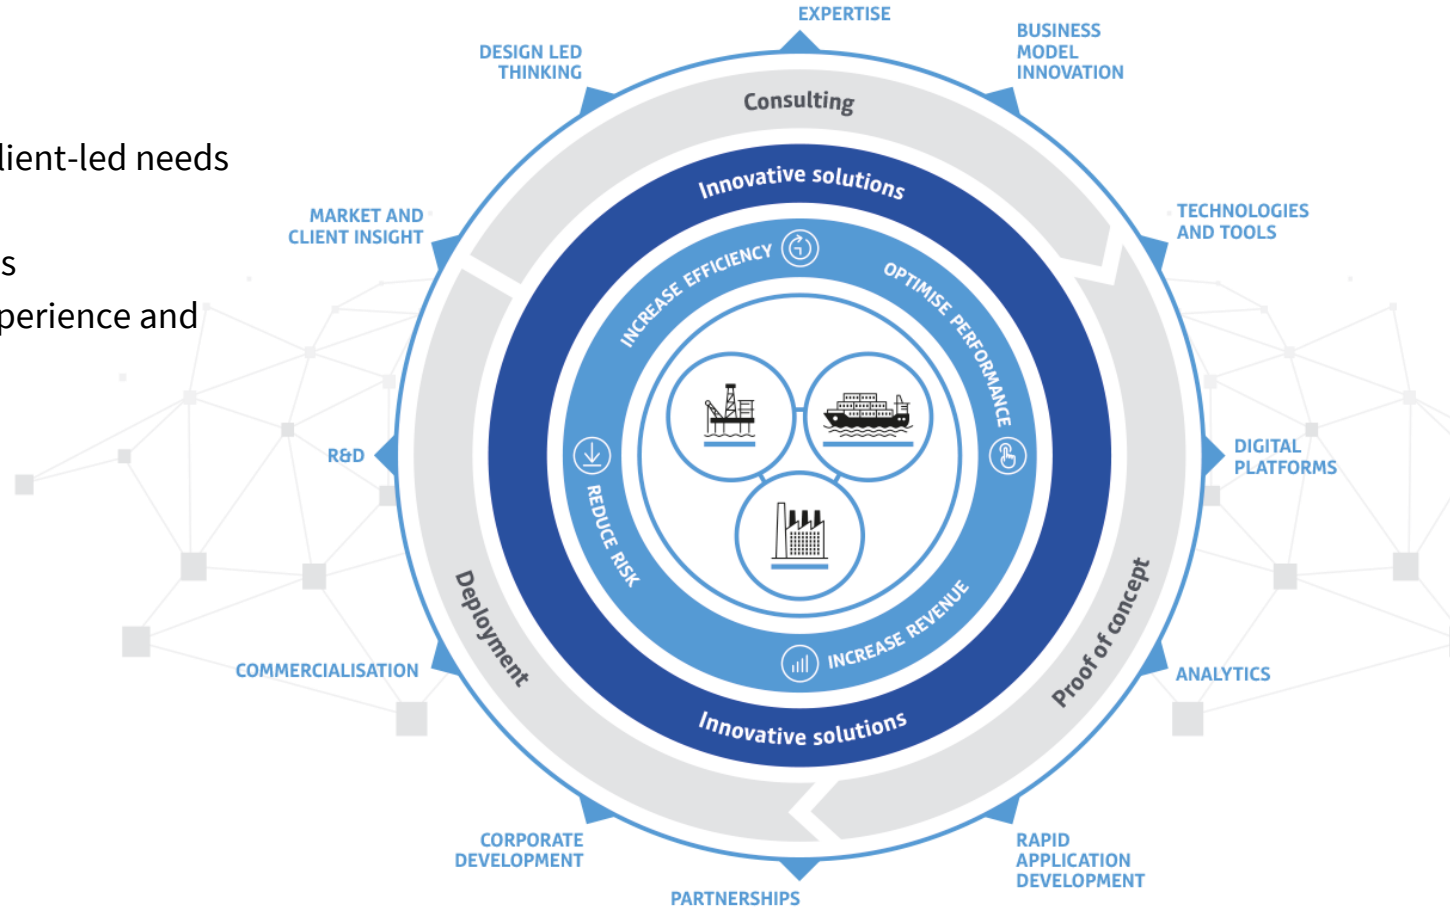 lient-led needs
s
perience and
EXPERTISE
BUSINESS
MODEL
INNOVATION
TECHNOLOGIES
AND TOOLS
DIGITAL
PLATFORMS
ANALYTICS
RAPID
APPLICATION
DEVELOPMENT
PARTNERSHIPS
CORPORATE
DEVELOPMENT
COMMERCIALISATION
R&D
MARKET AND
CLIENT INSIGHT
DESIGN LED
THINKING
Consulting
Proof of concept
Deployment
Innovative solutions
Innovative solutions
INCREASE EFFICIENCY
OPTIMISE PERFORMANCE
INCREASE REVENUE
REDUCE RISK